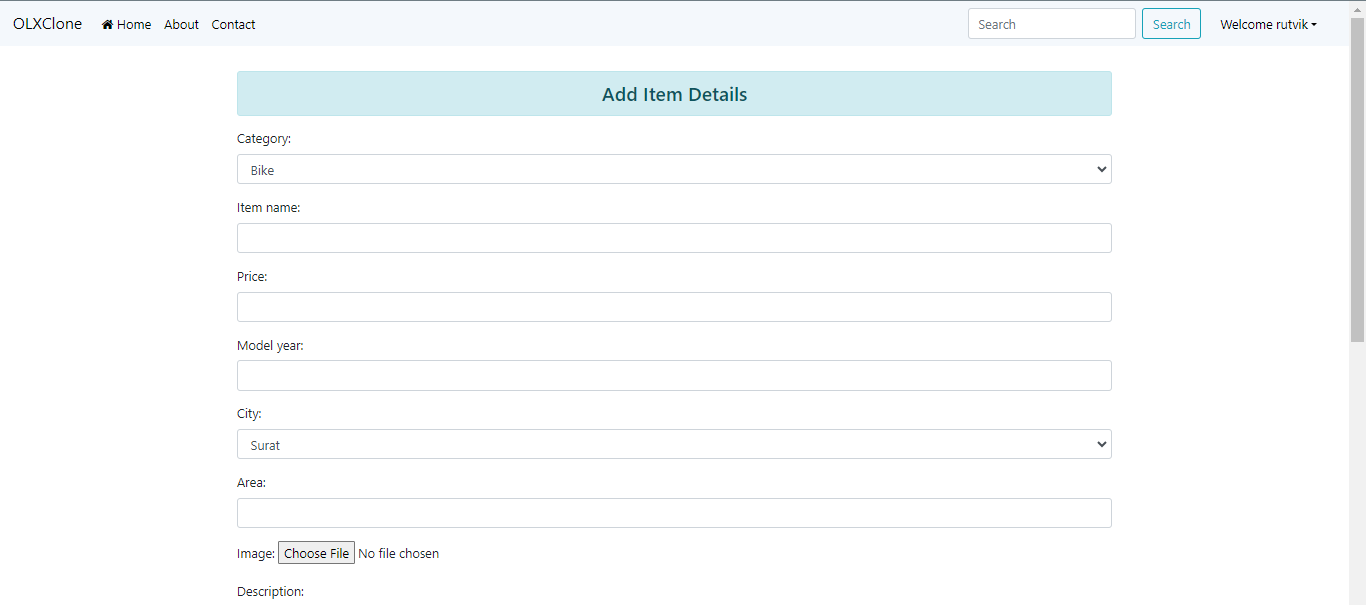 OLXClone Home About Contact Search Search Welcome rutvik
Add Item Details
Category:
Bike
Item name:
Price:
Model year:
City:
Surat
Area:
Image: Choose File No file chosen
Description: